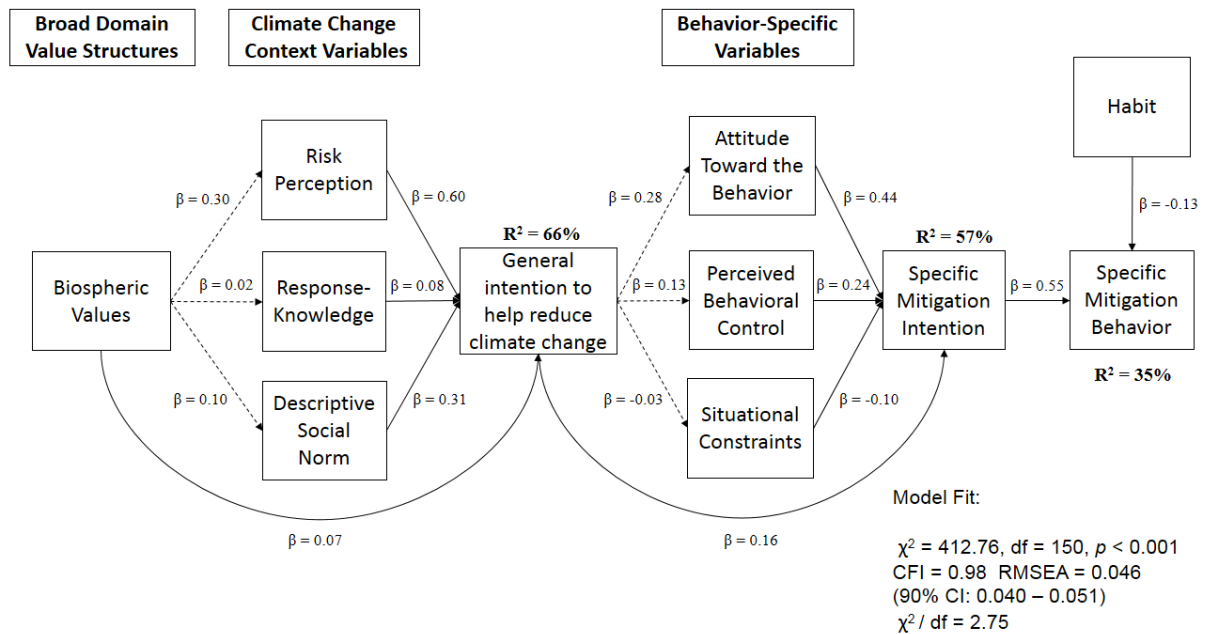 Broad Domain
Value Structures
Climate Change
Context Variables
Behavior-Specific
Variables
Habit
Risk
Perception
Attitude
Toward the
Behavior
β = 0.30
β = 0.60
β = 0.28
β = 0.44
β = -0.13
R² = 66%
R² = 57%
Biospheric
Values
β = 0.02
Response-
Knowledge
β = 0.08
General
intention to
help reduce
climate change
β = 0.13
Perceived
Behavioral
Control
β = 0.24
Specific
Mitigation
Intention
β = 0.55
Specific
Mitigation
Behavior
R² = 35%
β = 0.10
Descriptive
Social
Norm
β = 0.31
β = -0.03
Situational
Constraints
β = -0.10
β = 0.07
β = 0.16
Model Fit:
χ² = 412.76, df = 150, p < 0.001
CFI = 0.98 RMSEA = 0.046
(90% CI: 0.040 – 0.051)
χ² / df = 2.75